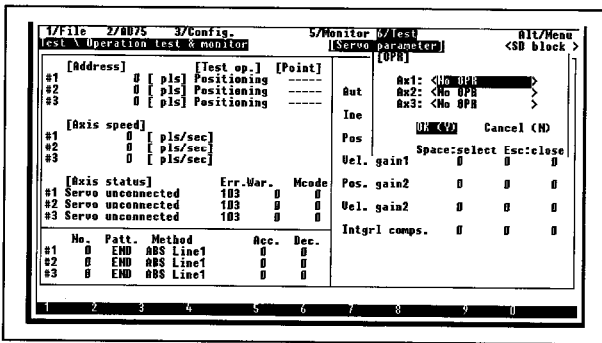 1/File 2/AD75 3/Config. 5/Monitor 6/Test Alt/Menu
Test \ Operation test & monitor [Servo parameter] <SD block >
[OPR]
[Address] [Test op.] [Point]
#1 0 [ pls] Positioning -----
#2 0 [ pls] Positioning -----
#3 0 [ pls] Positioning -----
[Axis speed]
#1 0 [ pls/sec]
#2 0 [ pls/sec]
#3 0 [ pls/sec]
[Axis status] Err.War. Mcode
#1 Servo unconnected 103 0 0
#2 Servo unconnected 103 0 0
#3 Servo unconnected 103 0 0
No. Patt. Method Acc. Dec.
#1 0 END ABS Line1 0 0
#2 0 END ABS Line1 0 0
#3 0 END ABS Line1 0 0
Ax1: <No OPR >
Ax2: <No OPR >
Ax3: <No OPR >
OK (Y) Cancel (N)
Space:select Esc:close
Aut
Ine
Pos
Vel. gain1 0 0 0
Pos. gain2 0 0 0
Vel. gain2 0 0 0
Intgrl comps. 0 0 0
1 2 3 4 5 6 7 8 9 0